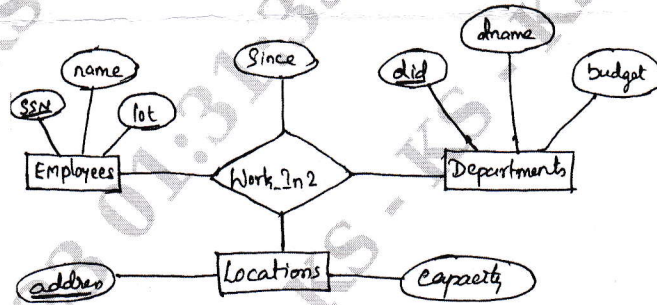 dname
Since
name
did
budget
SSN
lot
Employees
Work_In2
Departments
Locations
address
capacity